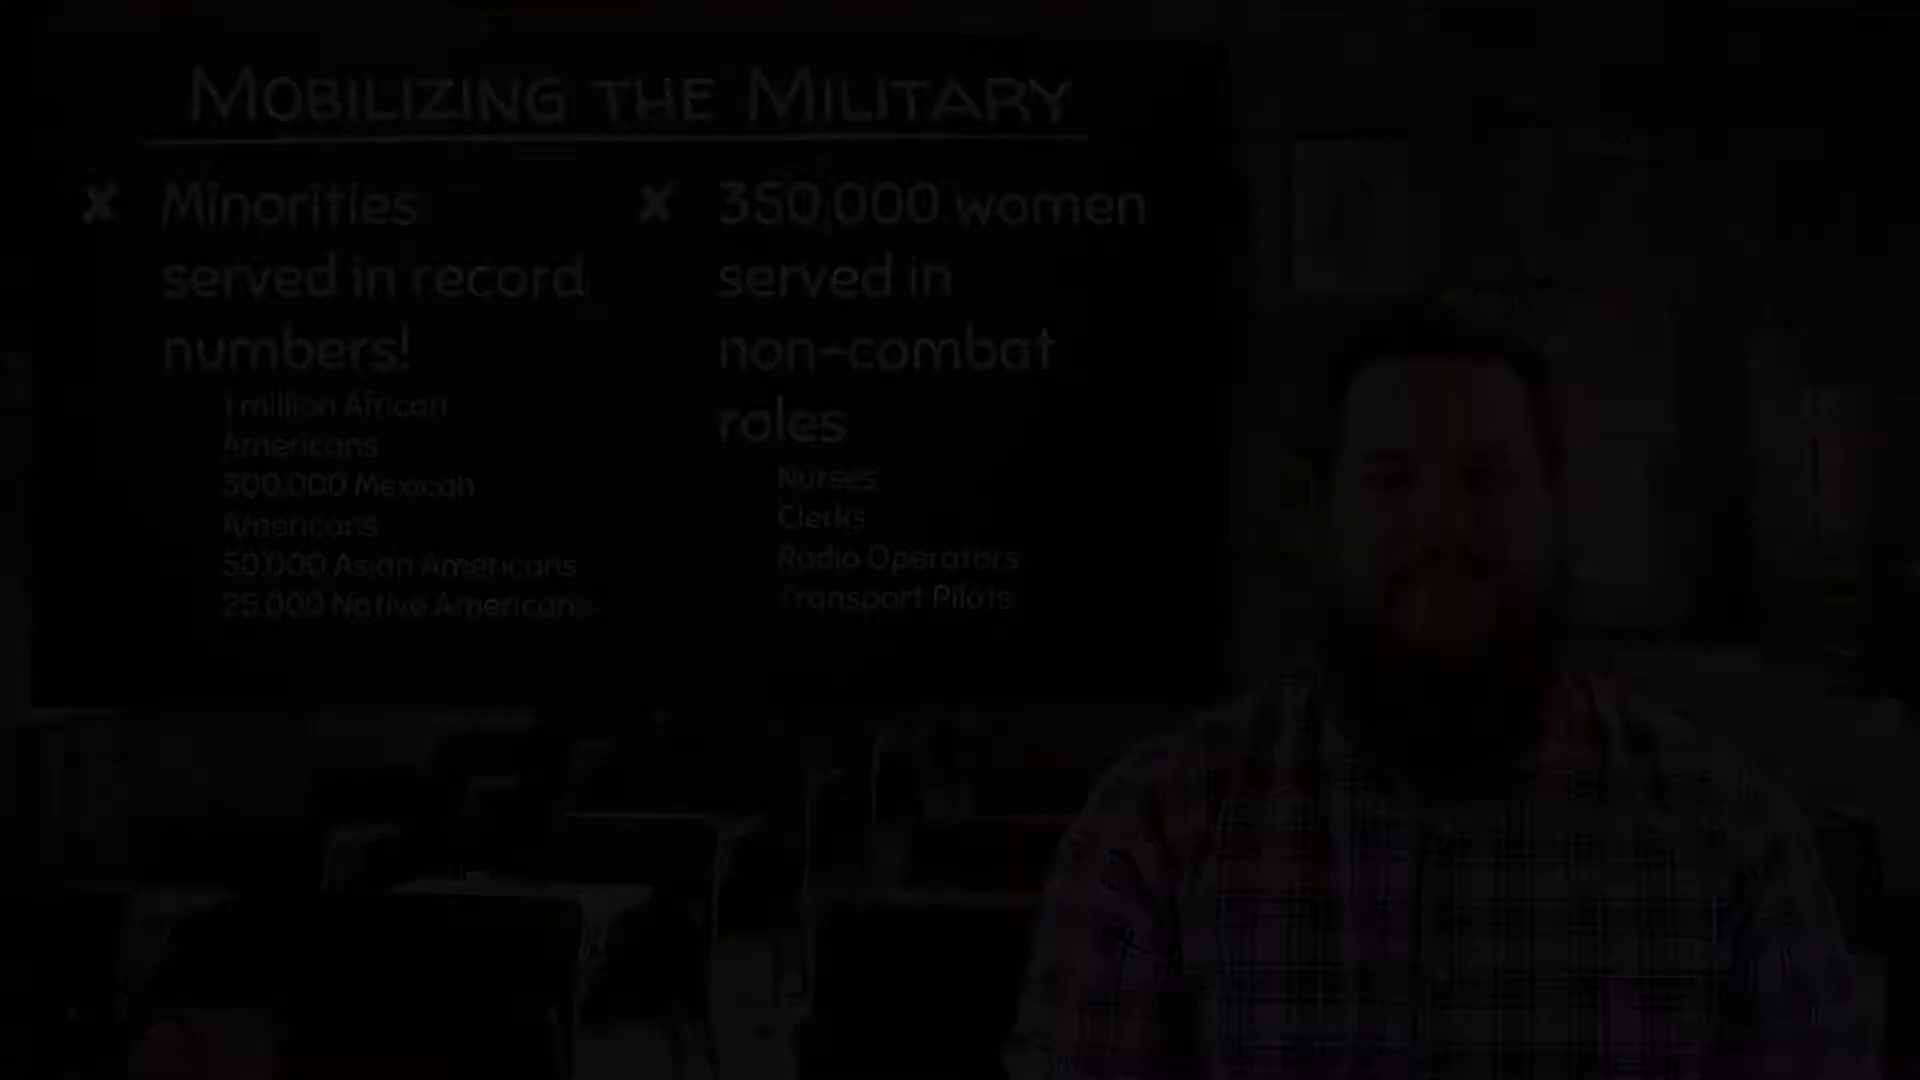 MOBILIZING THE MILITARY
✘ Minorities
served in record
numbers!
1 million African
Americans
300,000 Mexican
Americans
50,000 Asian Americans
25,000 Native Americans
✘ 350,000 women
served in
non-combat
roles
Nurses
Clerks
Radio Operators
Transport Pilots